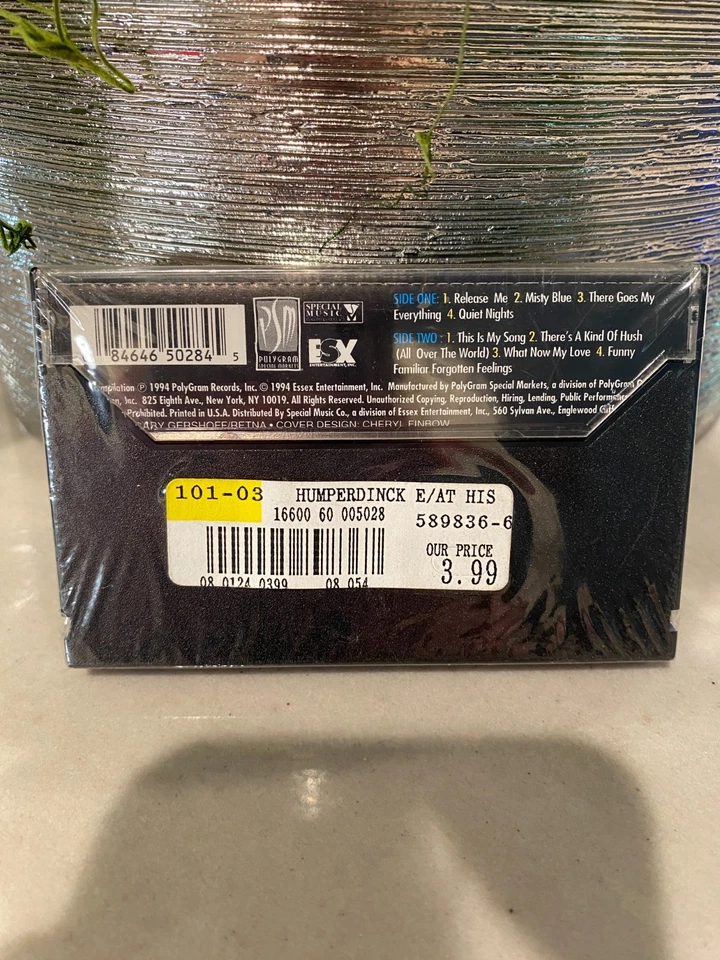 84646 50284 5
PSM
POLYGRAM
SPECIAL MARKETS
SPECIAL
MUSIC
ESX
ENTERTAINMENT, INC.
SIDE ONE: 1. Release Me 2. Misty Blue 3. There Goes My
Everything 4. Quiet Nights
SIDE TWO: 1. This Is My Song 2. There's A Kind Of Hush
(All Over The World) 3. What Now My Love 4. Funny
Familiar Forgotten Feelings
mpilation ℗ 1994 PolyGram Records, Inc. © 1994 Essex Entertainment, Inc. Manufactured by PolyGram Special Markets, a division of PolyGram
Inc. 825 Eighth Ave., New York, NY 10019. All Rights Reserved. Unauthorized Copying, Reproduction, Hiring, Lending, Public Performance
Prohibited. Printed in U.S.A. Distributed By Special Music Co., a division of Essex Entertainment, Inc., 560 Sylvan Ave., Englewood
GERSHOFF/RETNA • COVER DESIGN: CHERYL FINBOW
101-03 HUMPERDINCK E/AT HIS
16600 60 005028
589836-6
OUR PRICE
3.99
08 0124 0399 08 054